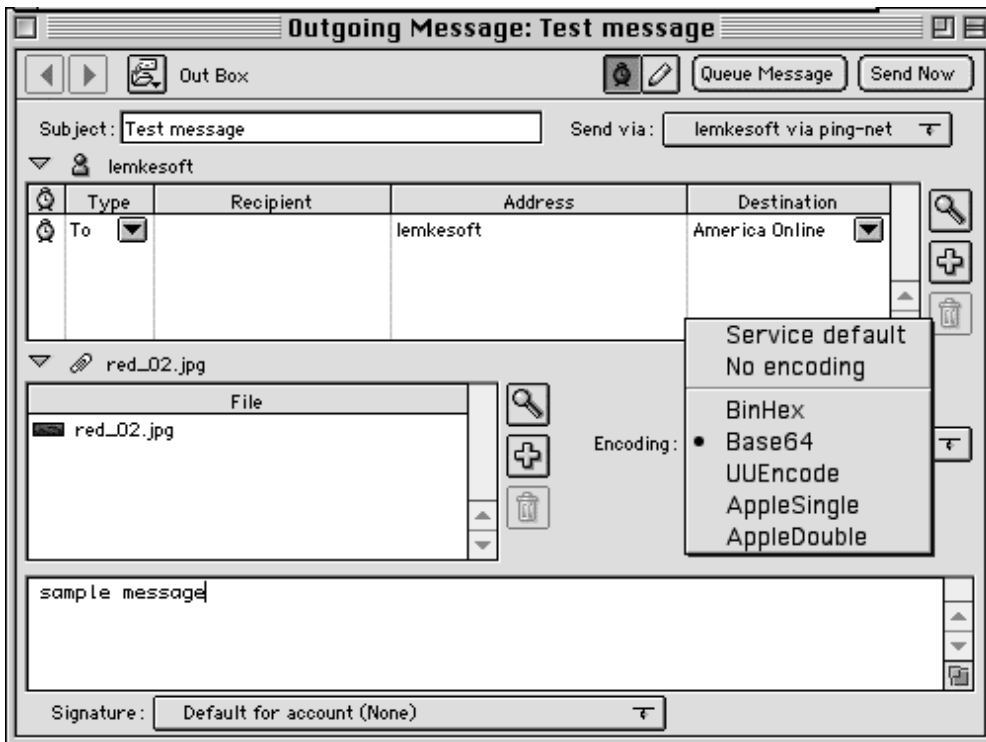 Outgoing Message: Test message
Out Box
Queue Message
Send Now
Subject: Test message
Send via: lemkesoft via ping-net
lemkesoft
Type Recipient Address Destination
To lemkesoft America Online
red_02.jpg
File
red_02.jpg
Encoding:
Service default
No encoding
BinHex
Base64
UUEncode
AppleSingle
AppleDouble
sample message
Signature: Default for account (None)